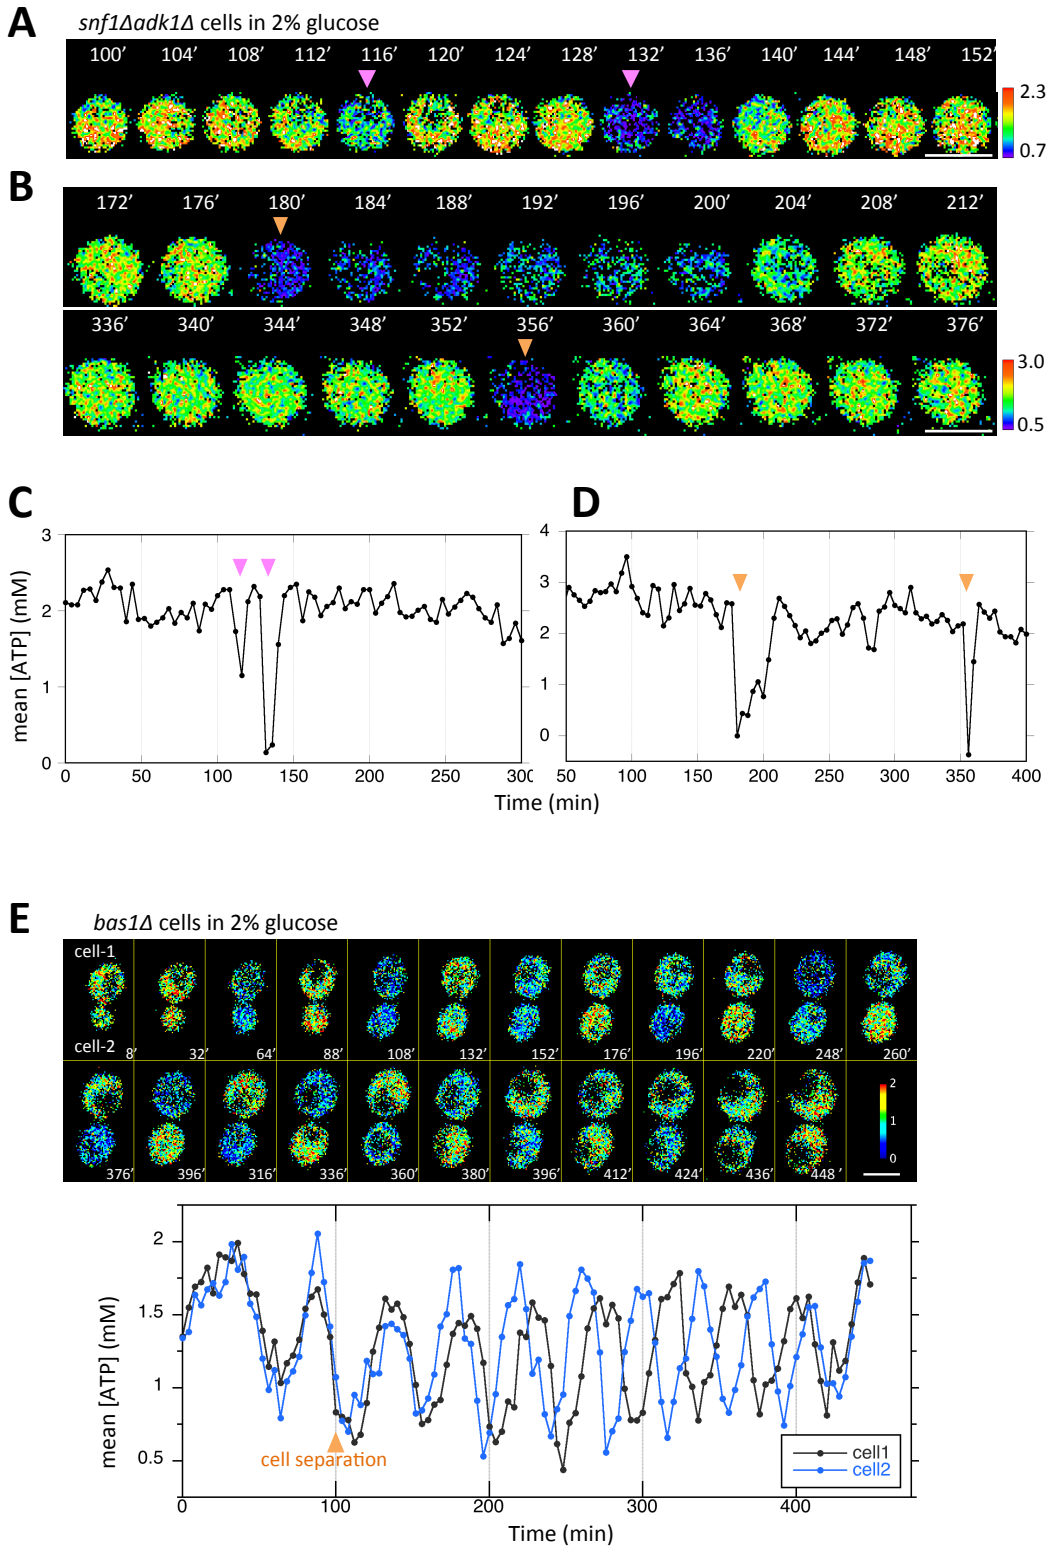 A
snf1Δadk1Δ cells in 2% glucose
100′ 104′ 108′ 112′ 116′ 120′ 124′ 128′ 132′ 136′ 140′ 144′ 148′ 152′
2.3
0.7
B
172′ 176′ 180′ 184′ 188′ 192′ 196′ 200′ 204′ 208′ 212′
336′ 340′ 344′ 348′ 352′ 356′ 360′ 364′ 368′ 372′ 376′
3.0
0.5
C
mean [ATP] (mM)
3
2
1
0
0 50 100 150 200 250 300
D
4
3
2
1
0
50 100 150 200 250 300 350 400
Time (min)
E
bas1Δ cells in 2% glucose
cell-1
cell-2
8′ 32′ 64′ 88′ 108′ 132′ 152′ 176′ 196′ 220′ 248′ 260′
376′ 396′ 316′ 336′ 360′ 380′ 396′ 412′ 424′ 436′ 448 ′
2
1
0
mean [ATP] (mM)
2
1.5
1
0.5
cell separation
cell1
cell2
0 100 200 300 400
Time (min)